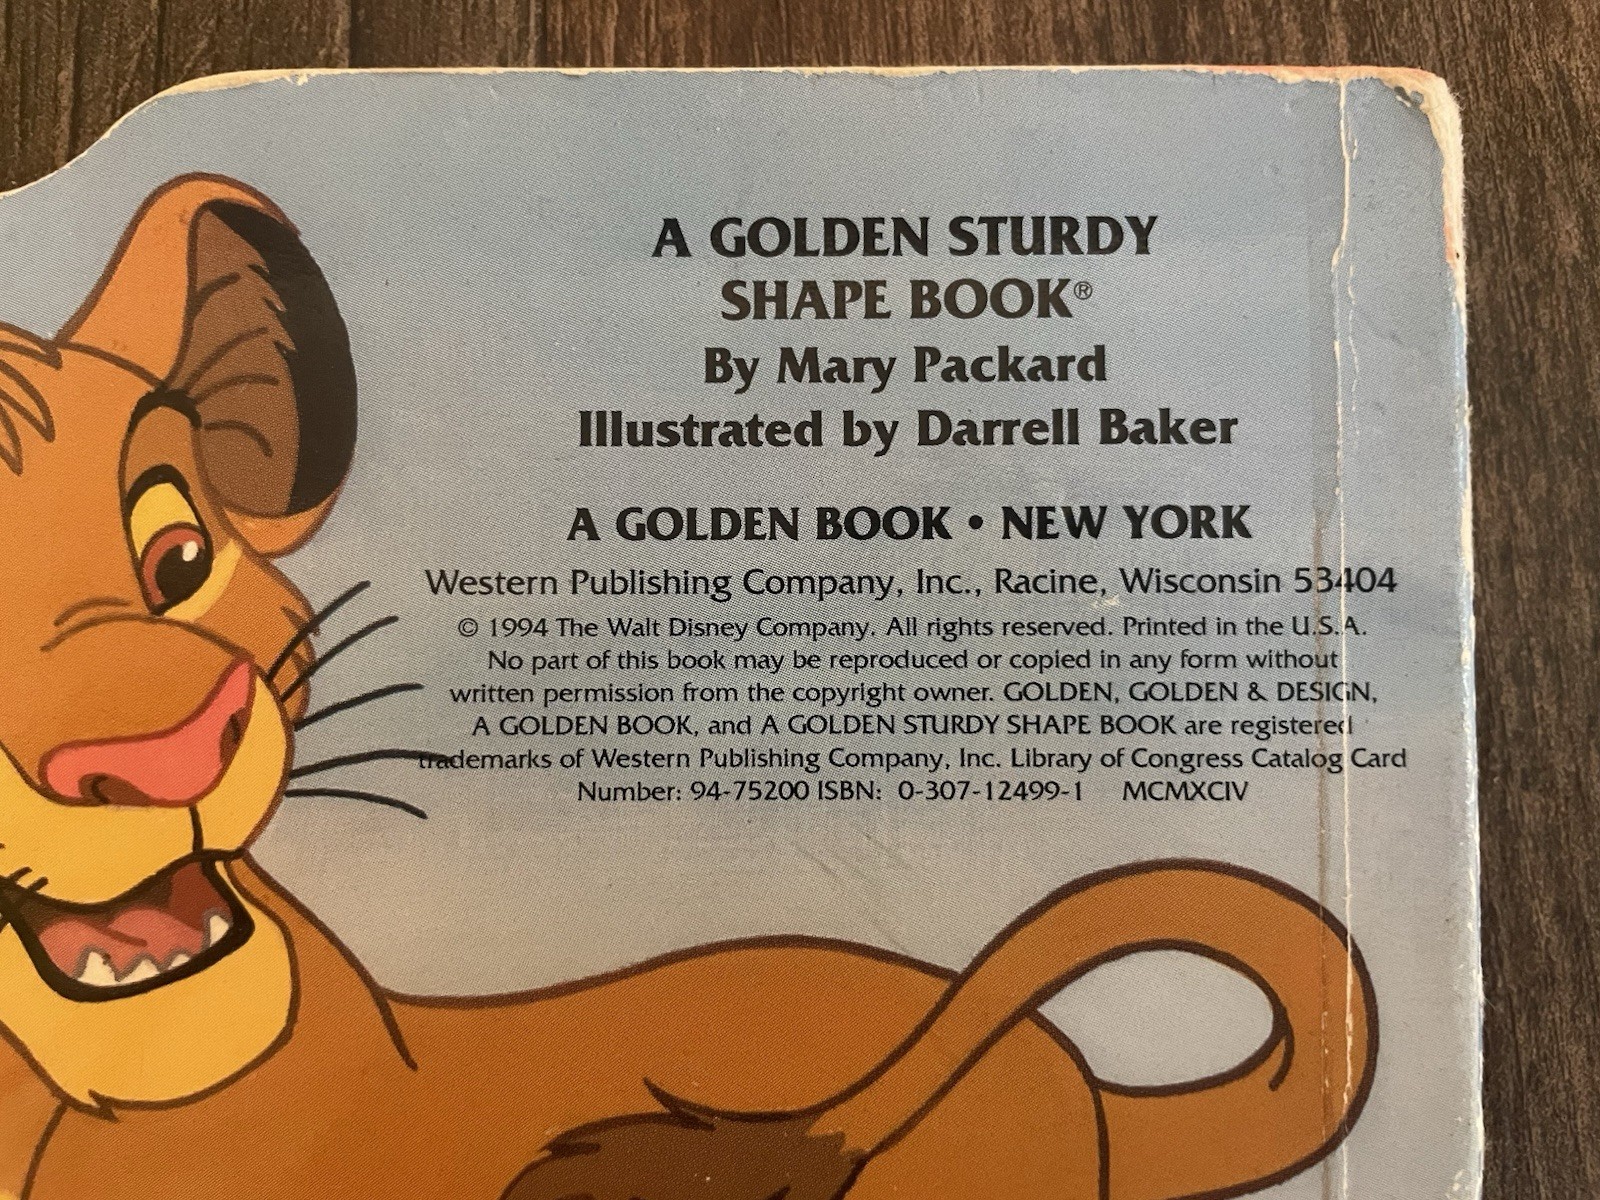 A GOLDEN STURDY
SHAPE BOOK®
By Mary Packard
Illustrated by Darrell Baker
A GOLDEN BOOK • NEW YORK
Western Publishing Company, Inc., Racine, Wisconsin 53404
© 1994 The Walt Disney Company. All rights reserved. Printed in the U.S.A.
No part of this book may be reproduced or copied in any form without
written permission from the copyright owner. GOLDEN, GOLDEN & DESIGN,
A GOLDEN BOOK, and A GOLDEN STURDY SHAPE BOOK are registered
trademarks of Western Publishing Company, Inc. Library of Congress Catalog Card
Number: 94-75200 ISBN: 0-307-12499-1 MCMXCIV